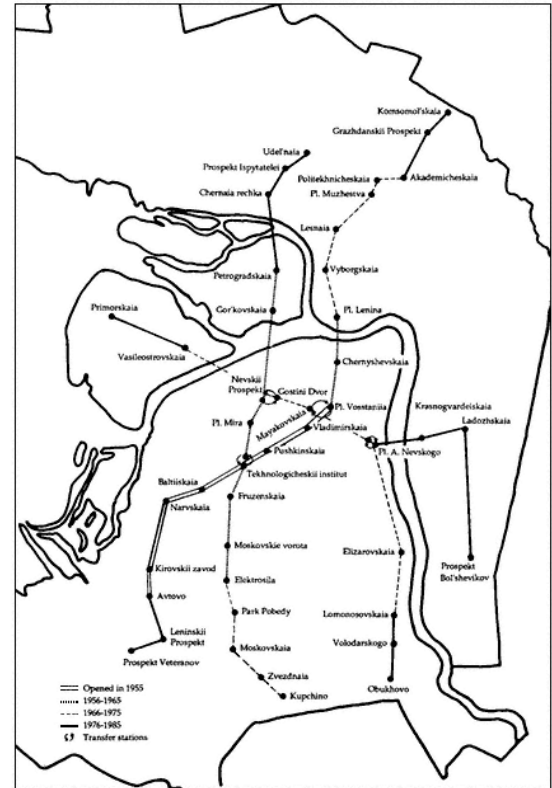 Komsomol'skaia
Grazhdanskii Prospekt
Udel'naia
Prospekt Ispytatelei
Politekhnicheskaia
Akademicheskaia
Chernaia rechka
Pl. Muzhestva
Lesnaia
Petrogradskaia
Vyborgskaia
Primorskaia
Gor'kovskaia
Pl. Lenina
Vasileostrovskaia
Chernyshevskaia
Nevskii
Prospekt
Gostini Dvor
Mayakovskaia
Pl. Vosstaniia
Krasnogvardeiskaia
Ladozhskaia
Pl. Mira
Vladimirskaia
Pushkinskaia
Pl. A. Nevskogo
Tekhnologicheskii institut
Baltiiskaia
Narvskaia
Fruzenskaia
Moskovskie vorota
Elizarovskaia
Prospekt
Bol'shevikov
Kirovskii zavod
Elektrosila
Avtovo
Park Pobedy
Lomonosovskaia
Leninskii
Prospekt
Volodarskogo
Moskovskaia
Prospekt Veteranov
Zvezdnaia
Obukhovo
Kupchino
Opened in 1955
1956-1965
1966-1975
1976-1985
Transfer stations